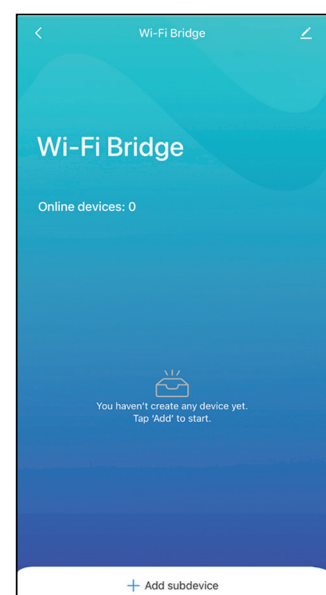 Wi-Fi Bridge
Wi-Fi Bridge
Online devices: 0
You haven't create any device yet.
Tap 'Add' to start.
+ Add subdevice